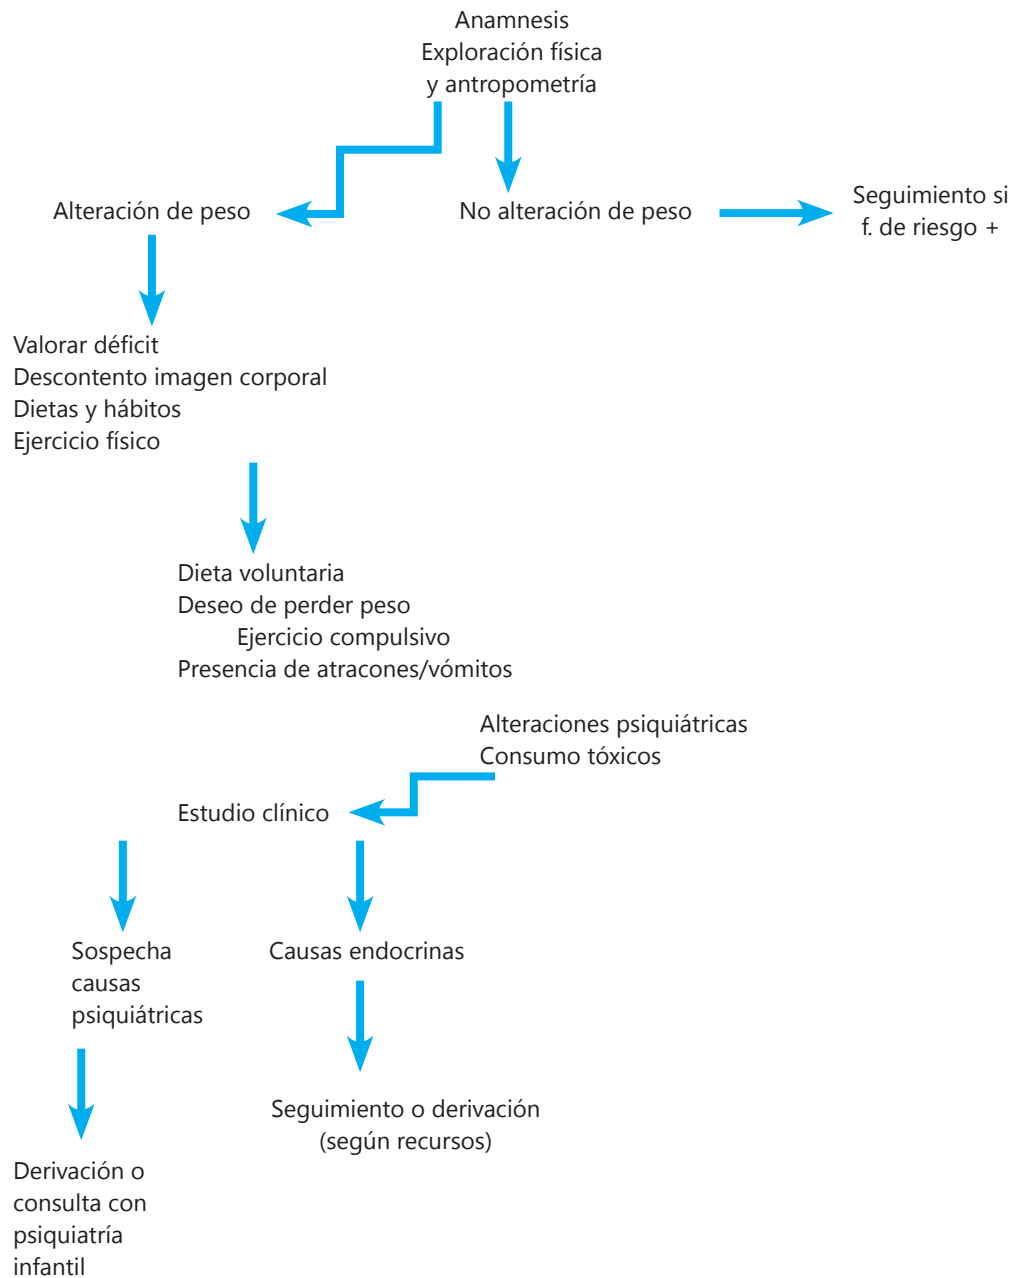 Anamnesis
Exploración física
y antropometría
Alteración de peso
No alteración de peso
Seguimiento si
f. de riesgo +
Valorar déficit
Descontento imagen corporal
Dietas y hábitos
Ejercicio físico
Dieta voluntaria
Deseo de perder peso
Ejercicio compulsivo
Presencia de atracones/vómitos
Alteraciones psiquiátricas
Consumo tóxicos
Estudio clínico
Sospecha
causas
psiquiátricas
Causas endocrinas
Seguimiento o derivación
(según recursos)
Derivación o
consulta con
psiquiatría
infantil